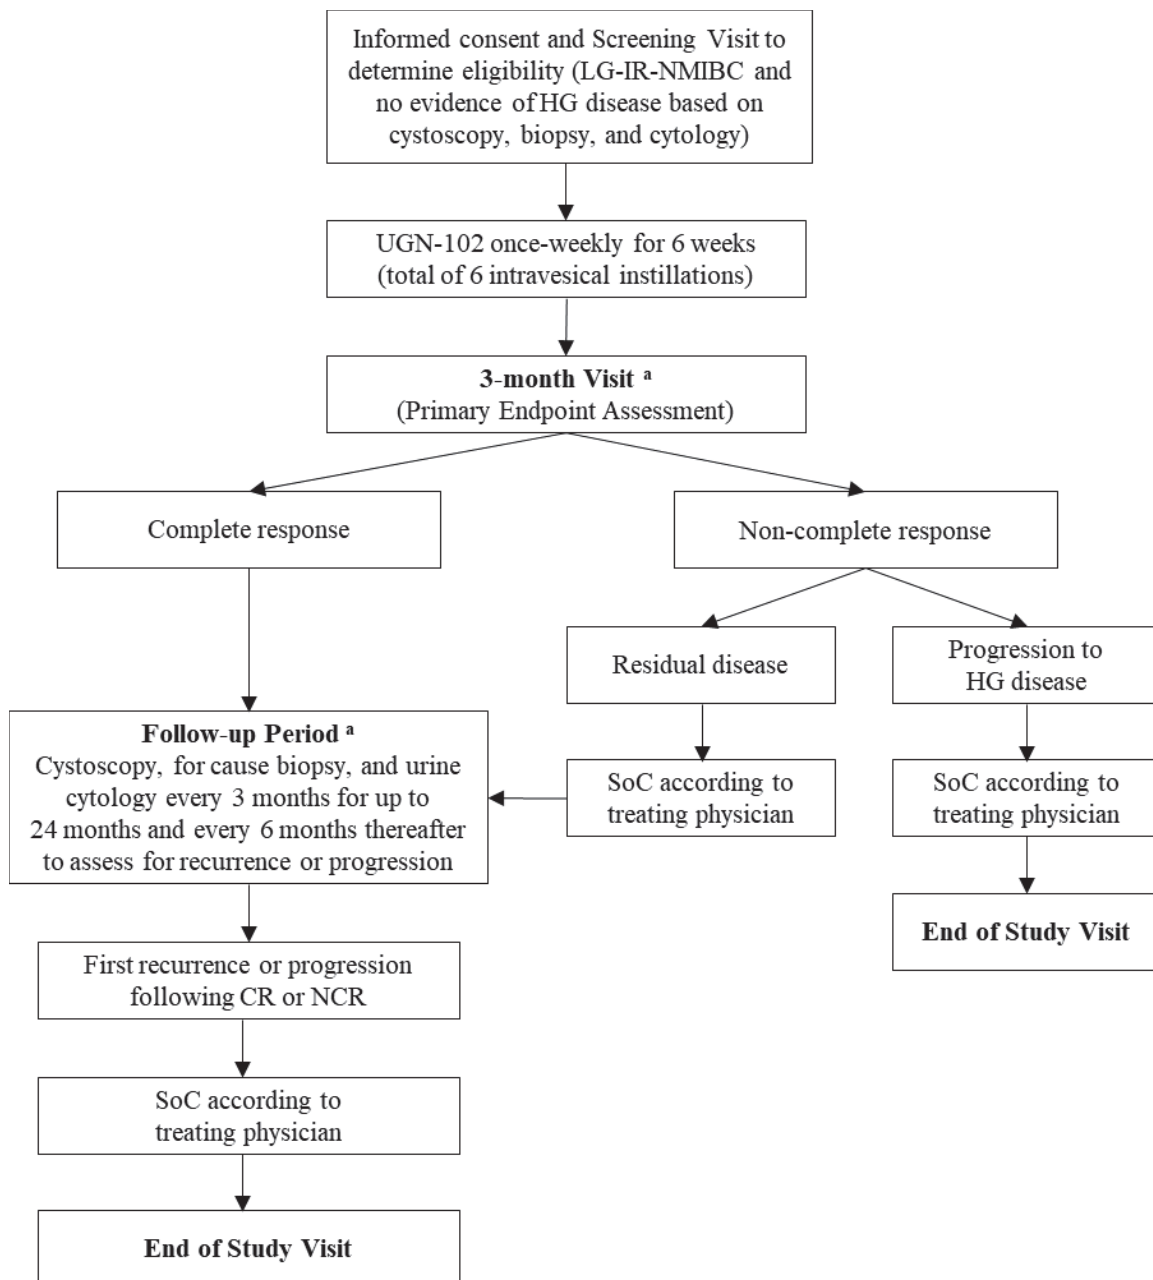 Informed consent and Screening Visit to
determine eligibility (LG-IR-NMIBC and
no evidence of HG disease based on
cystoscopy, biopsy, and cytology)
UGN-102 once-weekly for 6 weeks
(total of 6 intravesical instillations)
3-month Visit ᵃ
(Primary Endpoint Assessment)
Complete response
Non-complete response
Residual disease
Progression to
HG disease
Follow-up Period ᵃ
Cystoscopy, for cause biopsy, and urine
cytology every 3 months for up to
24 months and every 6 months thereafter
to assess for recurrence or progression
SoC according to
treating physician
SoC according to
treating physician
End of Study Visit
First recurrence or progression
following CR or NCR
SoC according to
treating physician
End of Study Visit